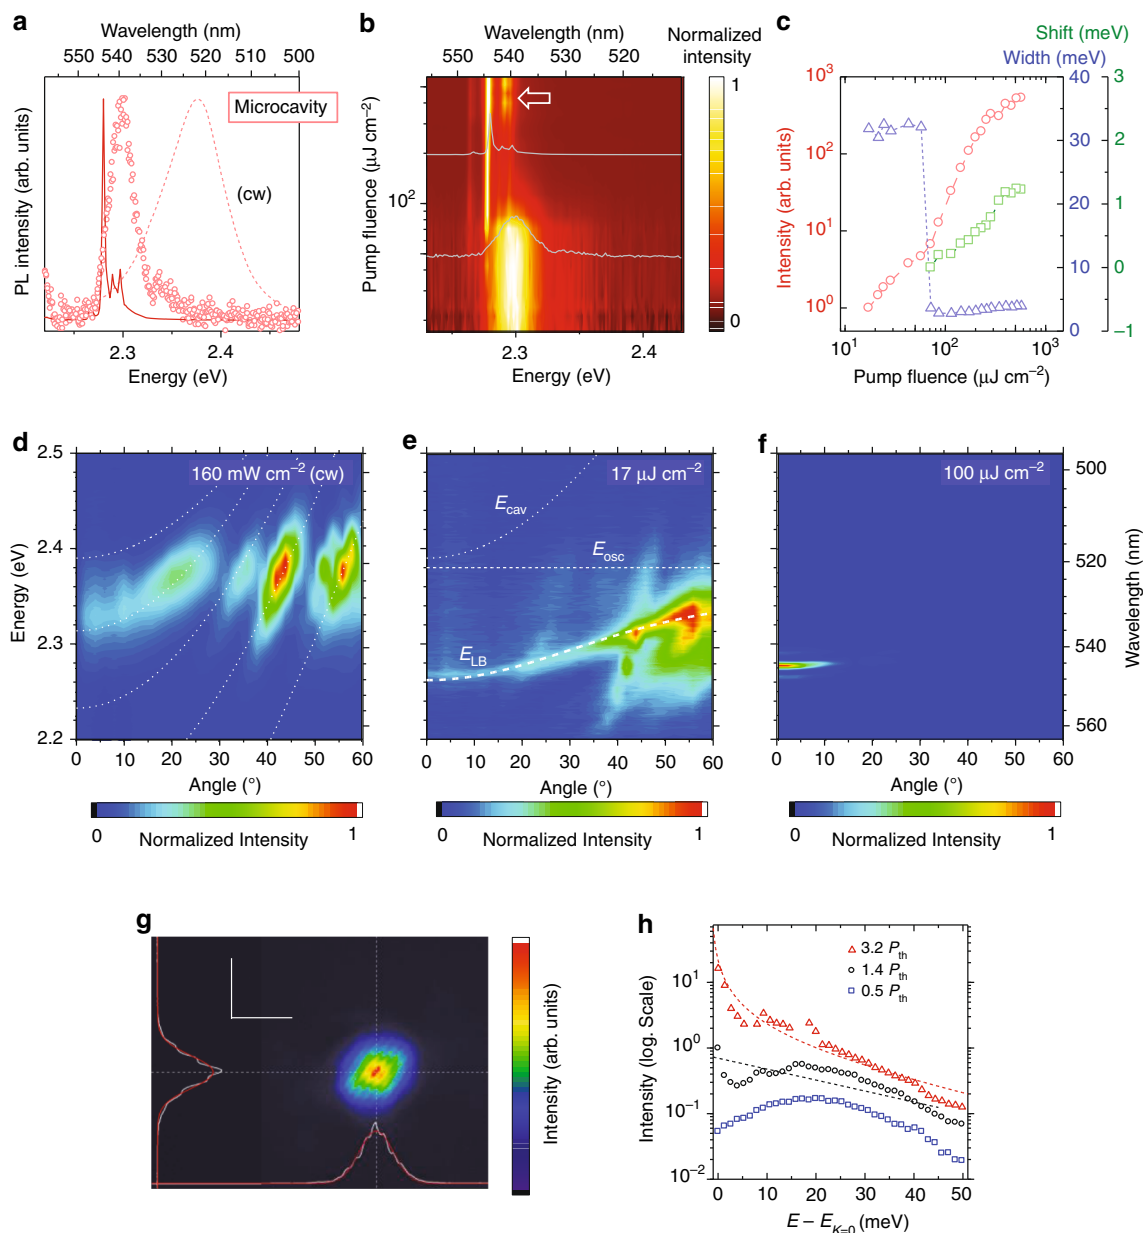 a
Wavelength (nm)
550 540 530 520 510 500
PL intensity (arb. units)
Microcavity
(cw)
2.3 2.4
Energy (eV)
b
Wavelength (nm)
550 540 530 520
Normalized
intensity
Pump fluence (μJ cm−2)
10²
1
0
2.3 2.4
Energy (eV)
c
Shift (meV)
Width (meV)
Intensity (arb. units)
10³
10²
10¹
10⁰
40
30
20
10
0
3
2
1
0
−1
10¹ 10² 10³
Pump fluence (μJ cm−2)
d
160 mW cm−2 (cw)
Energy (eV)
2.5
2.4
2.3
2.2
0 10 20 30 40 50 60
Angle (°)
0 1
Normalized Intensity
e
17 μJ cm−2
Ecav
Eosc
ELB
0 10 20 30 40 50 60
Angle (°)
0 1
Normalized Intensity
f
100 μJ cm−2
500
520
540
560
Wavelength (nm)
0 10 20 30 40 50 60
Angle (°)
0 1
Normalized Intensity
g
Intensity (arb. units)
h
Intensity (log. Scale)
10¹
10⁰
10−1
10−2
3.2 Pth
1.4 Pth
0.5 Pth
0 10 20 30 40 50
E − EK=0 (meV)